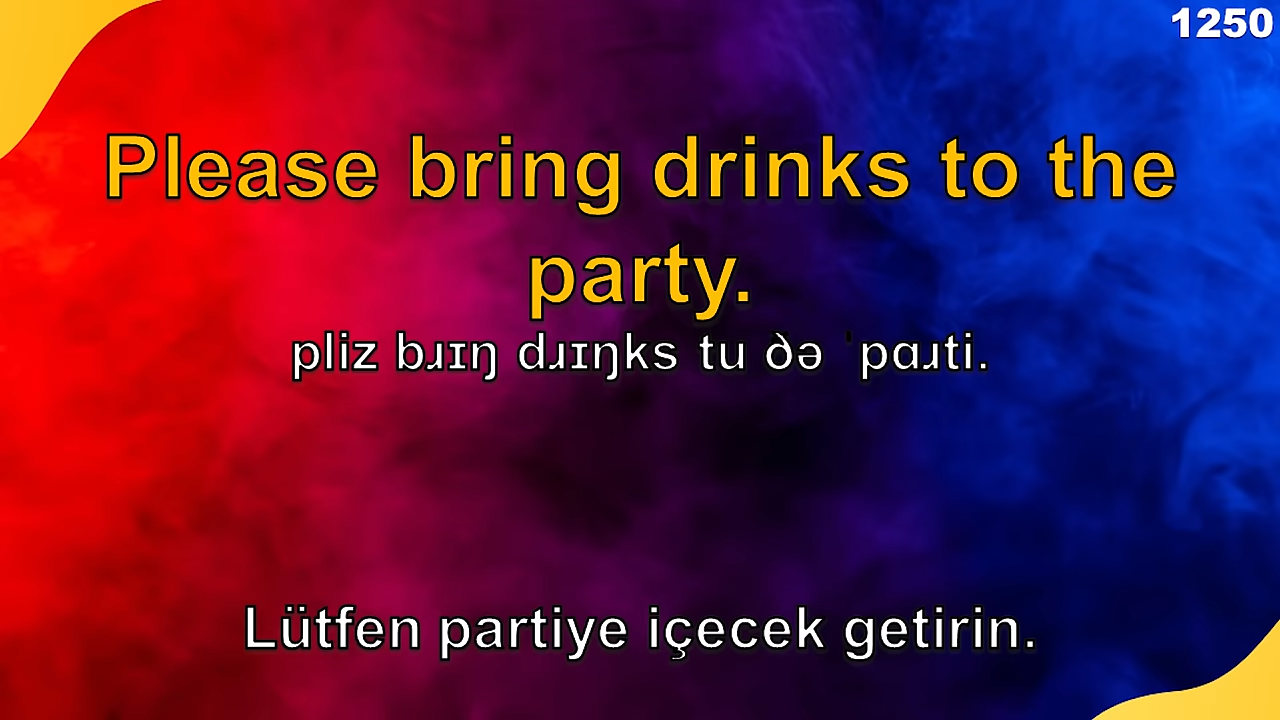 1250
Please bring drinks to the
party.
pliz bɹɪŋ dɹɪŋks tu ðə ˈpɑɹti.
Lütfen partiye içecek getirin.